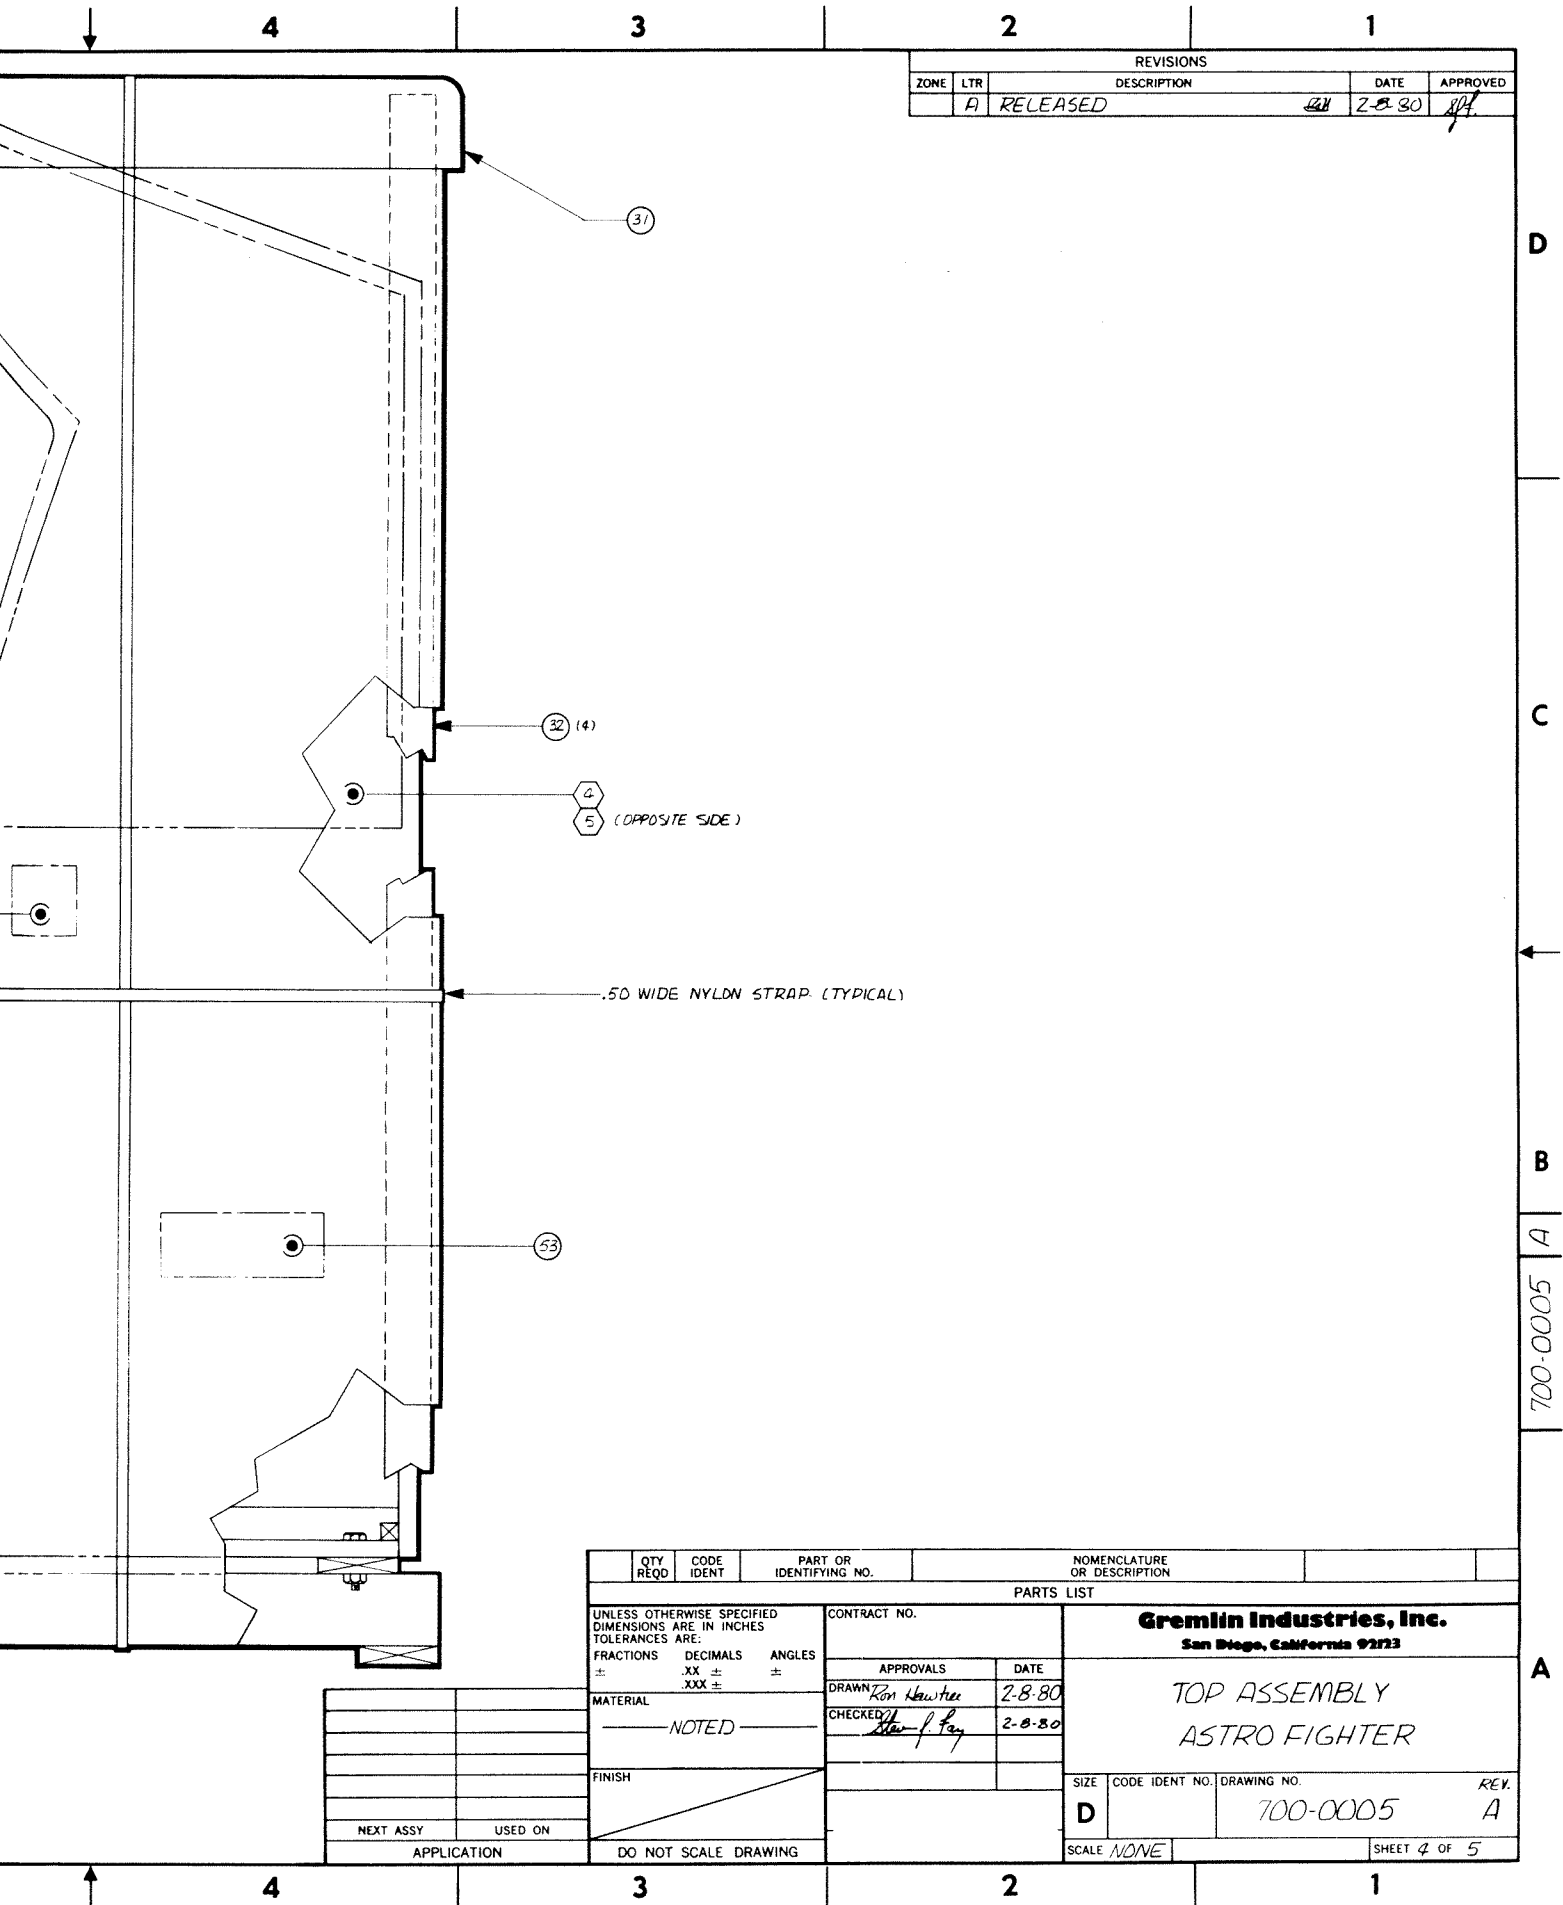 4 3 2 1
REVISIONS
ZONE LTR DESCRIPTION DATE APPROVED
A RELEASED 2-8-80
31
D
32 (4)
C
4
5 (OPPOSITE SIDE)
.50 WIDE NYLON STRAP (TYPICAL)
B
53
A
700-0005
QTY REQD CODE IDENT PART OR IDENTIFYING NO. NOMENCLATURE OR DESCRIPTION
PARTS LIST
UNLESS OTHERWISE SPECIFIED
DIMENSIONS ARE IN INCHES
TOLERANCES ARE:
FRACTIONS DECIMALS ANGLES
± .XX ± ±
.XXX ±
MATERIAL
NOTED
FINISH
DO NOT SCALE DRAWING
CONTRACT NO.
APPROVALS DATE
DRAWN Ron Hawtree 2-8-80
CHECKED Steve P. Fay 2-8-80
Gremlin Industries, Inc.
San Diego, California 92123
TOP ASSEMBLY
ASTRO FIGHTER
A
SIZE CODE IDENT NO. DRAWING NO. REV.
D 700-0005 A
SCALE NONE SHEET 4 OF 5
NEXT ASSY USED ON
APPLICATION
4 3 2 1